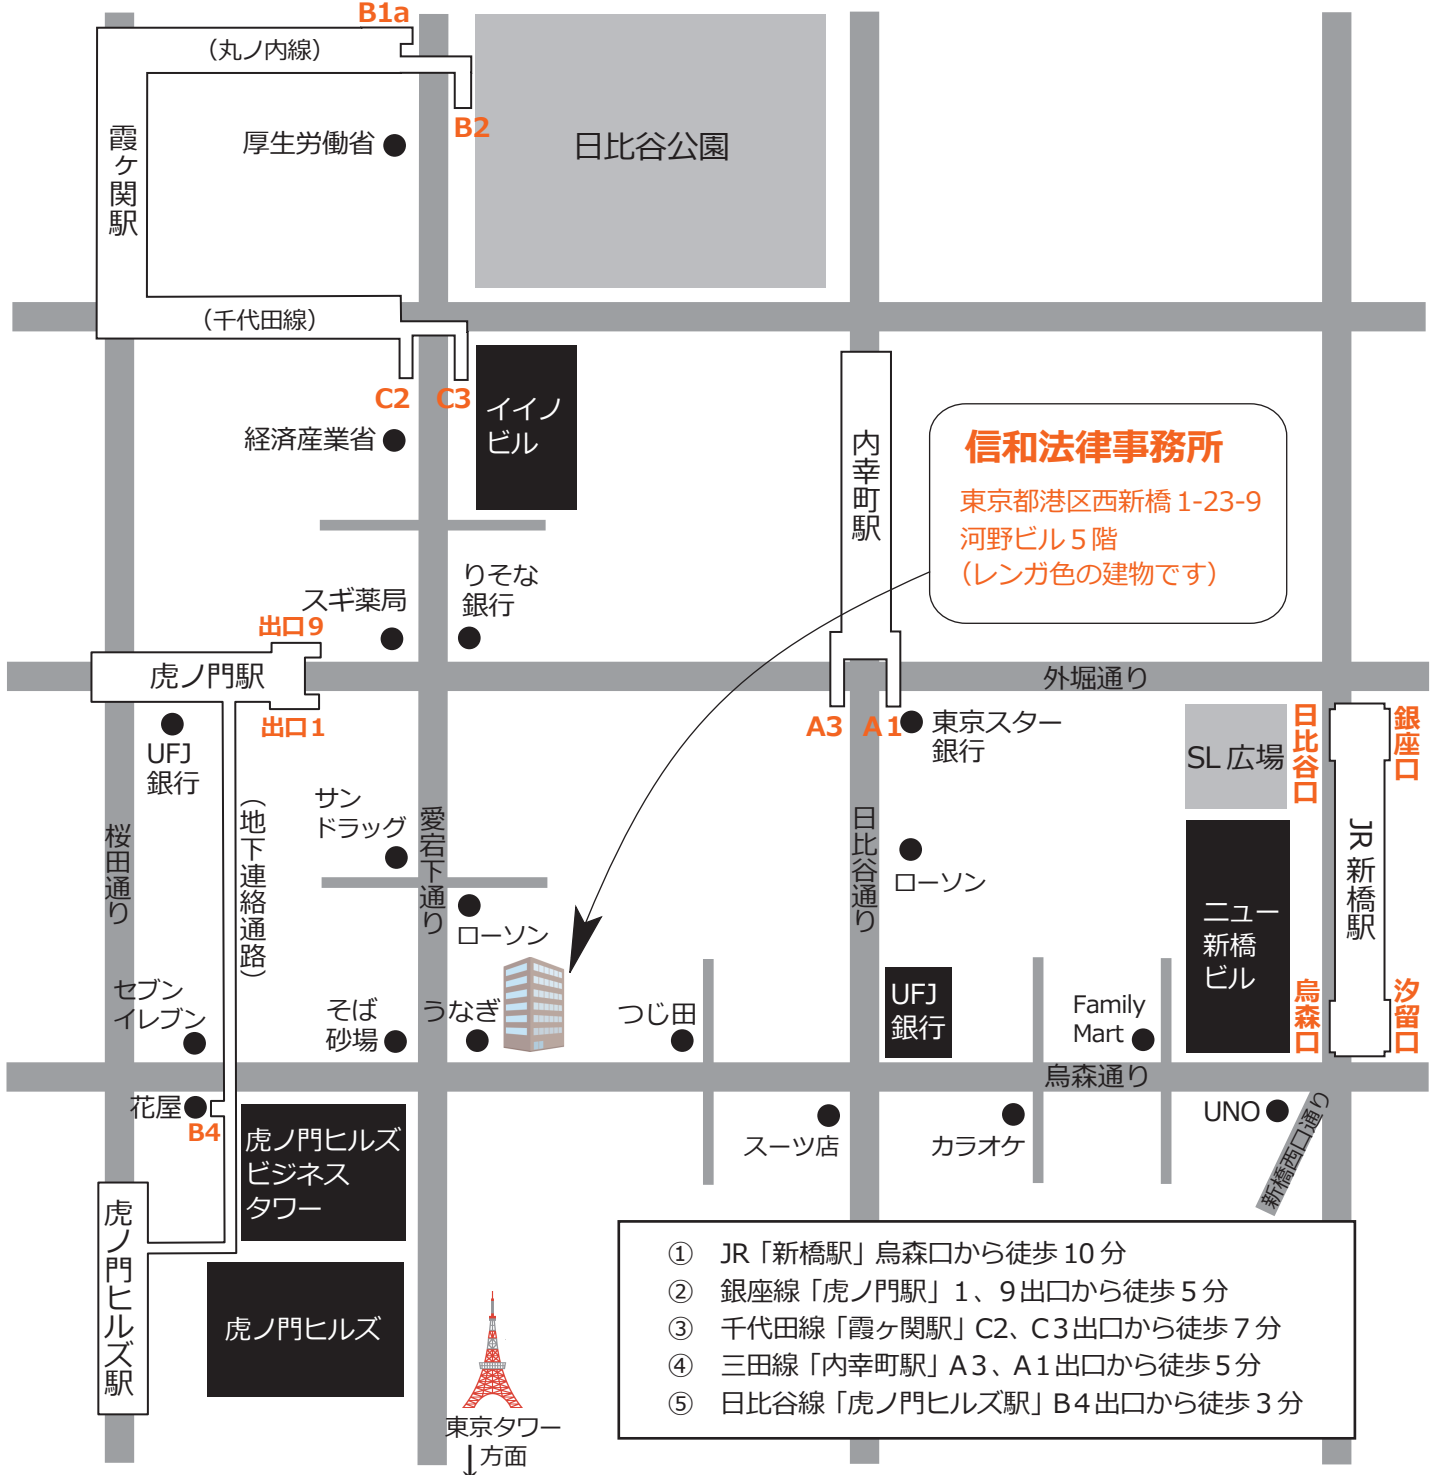 B1a
（丸ノ内線）
B2
霞ヶ関駅
厚生労働省
日比谷公園
（千代田線）
C2
C3
イイノ
ビル
経済産業省
内幸町駅
信和法律事務所
東京都港区西新橋 1-23-9
河野ビル 5 階
（レンガ色の建物です）
りそな
銀行
スギ薬局
出口 9
虎ノ門駅
外堀通り
出口 1
A3
A1
東京スター
銀行
UFJ
銀行
SL 広場
日比谷口
銀座口
（地下連絡通路）
サン
ドラッグ
桜田通り
愛宕下通り
日比谷通り
JR 新橋駅
ローソン
ローソン
ニュー
新橋
ビル
セブン
イレブン
そば
砂場
うなぎ
つじ田
UFJ
銀行
Family
Mart
烏森口
汐留口
烏森通り
花屋
B4
虎ノ門ヒルズ
ビジネス
タワー
スーツ店
カラオケ
UNO
新橋西口通り
虎ノ門ヒルズ駅
虎ノ門ヒルズ
東京タワー
方面
① JR「新橋駅」烏森口から徒歩 10 分
② 銀座線「虎ノ門駅」1、9出口から徒歩 5 分
③ 千代田線「霞ヶ関駅」C2、C3出口から徒歩 7 分
④ 三田線「内幸町駅」A3、A1出口から徒歩 5 分
⑤ 日比谷線「虎ノ門ヒルズ駅」B4出口から徒歩 3 分